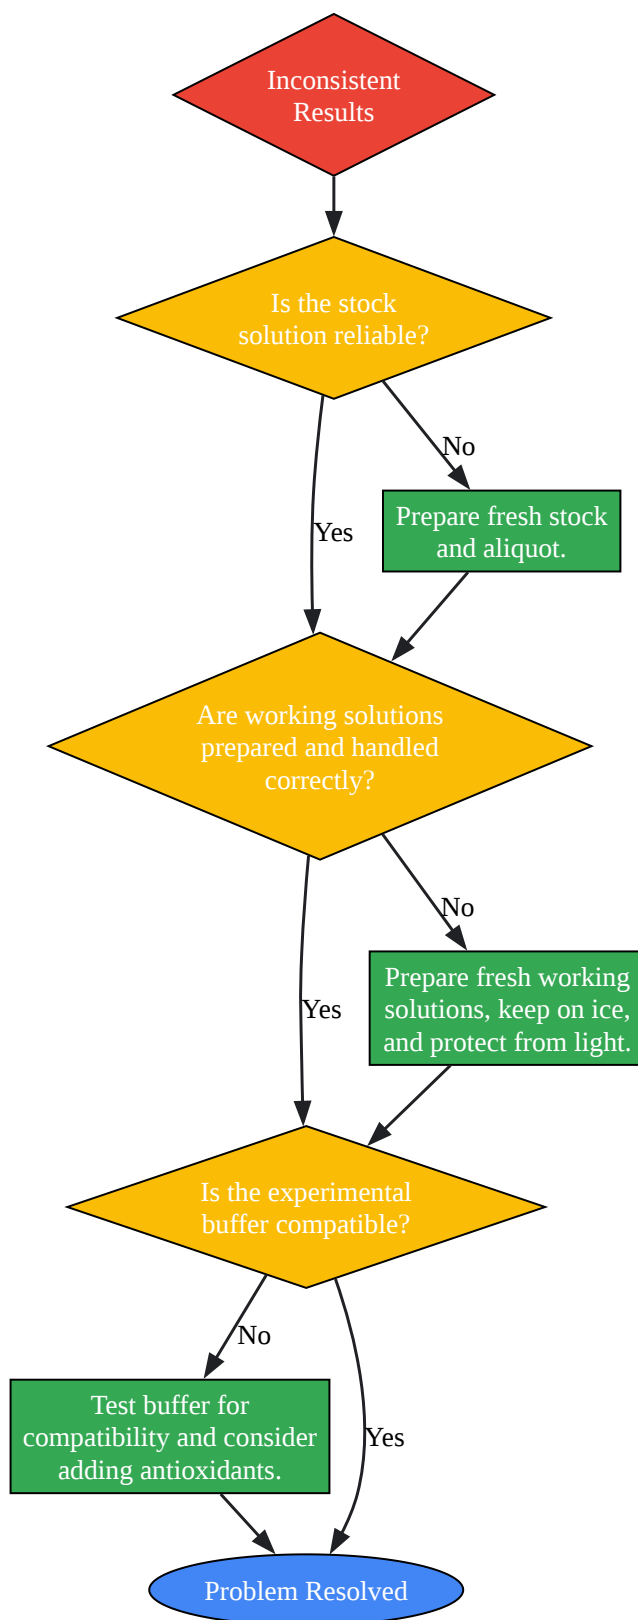 Inconsistent
Results
Is the stock
solution reliable?
No
Prepare fresh stock
and aliquot.
Yes
Are working solutions
prepared and handled
correctly?
No
Prepare fresh working
solutions, keep on ice,
and protect from light.
Yes
Is the experimental
buffer compatible?
No
Test buffer for
compatibility and consider
adding antioxidants.
Yes
Problem Resolved